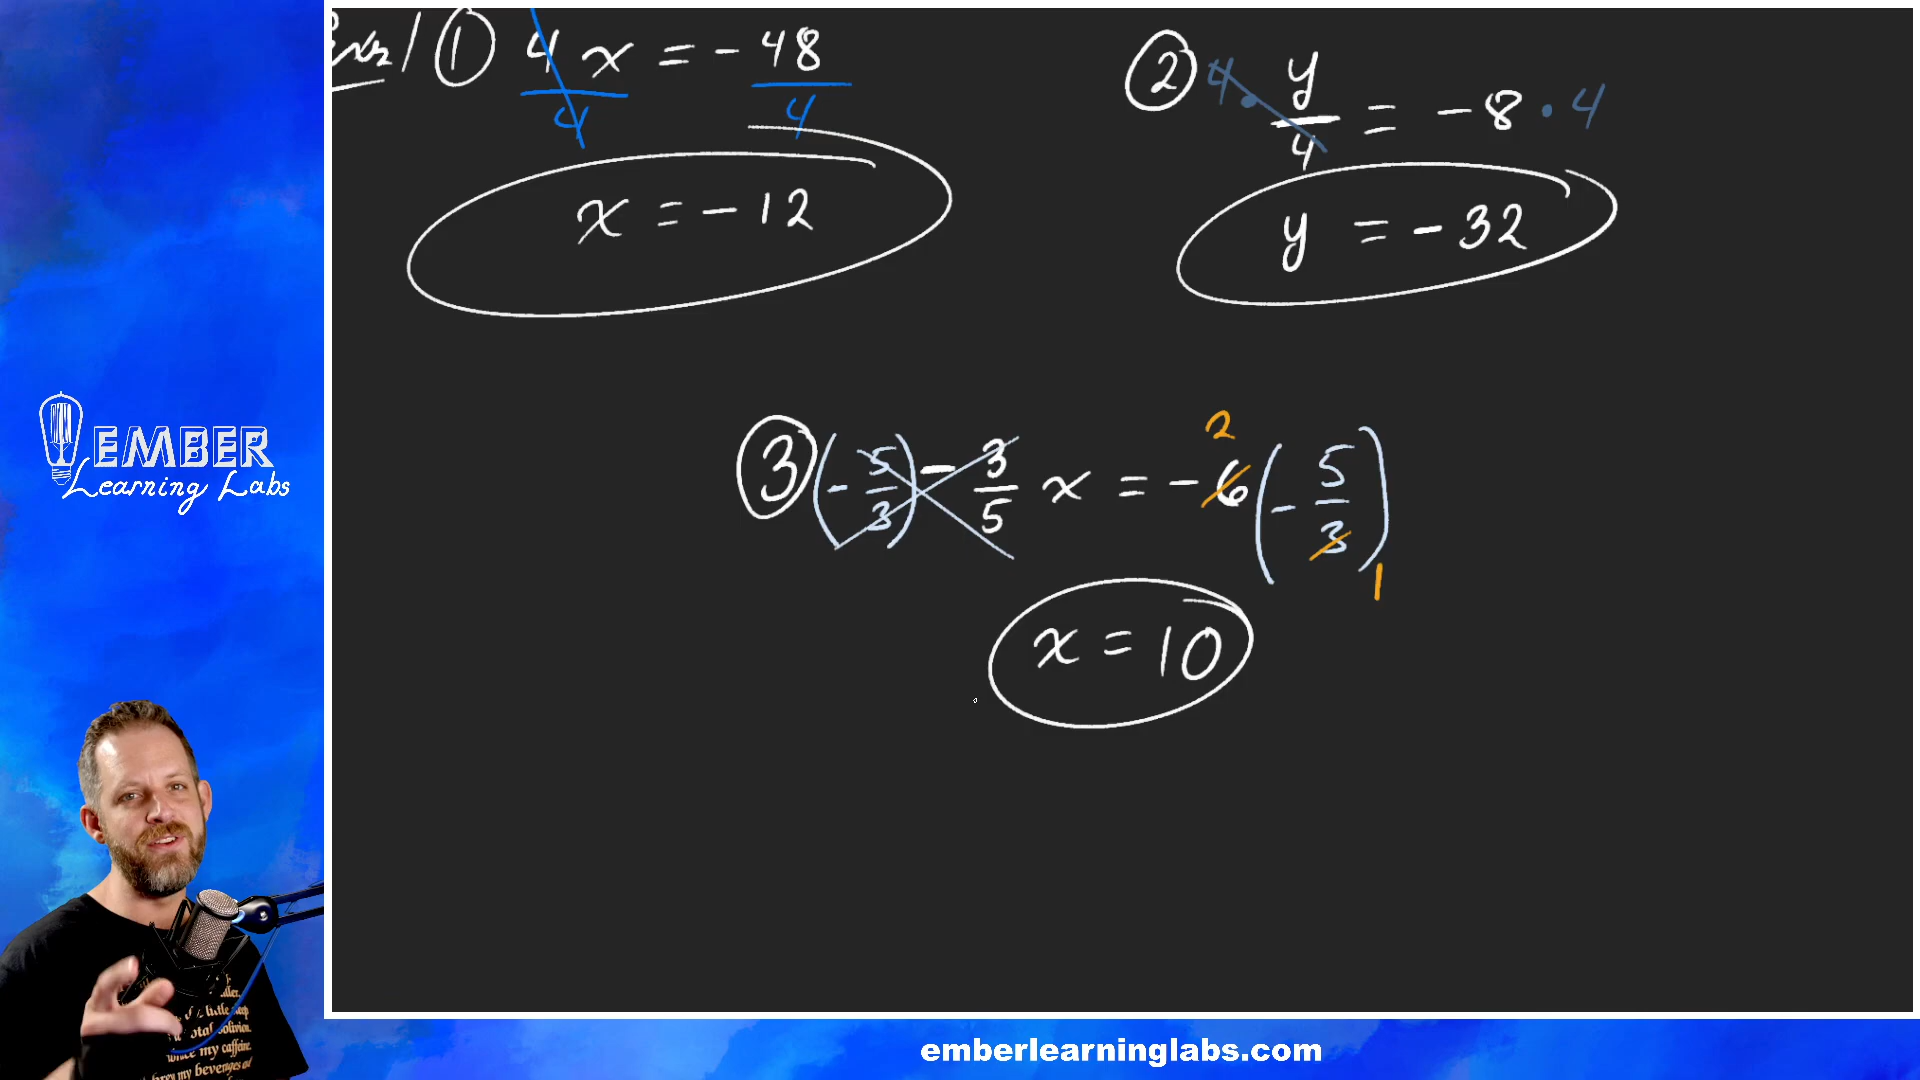 ① 4x = -48
4 4
x = -12
② 4 · y/4 = -8 · 4
y = -32
③ (-5/3) -3/5 x = -6 (-5/3)
2
1
x = 10
EMBER
Learning Labs
emberlearninglabs.com